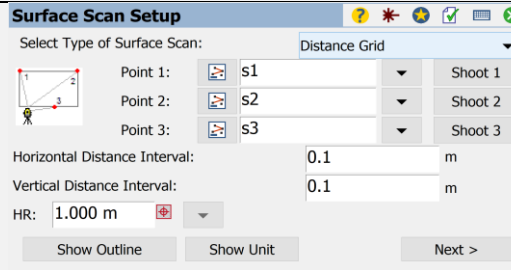 Surface Scan Setup
Select Type of Surface Scan: Distance Grid
1 2 3
Point 1: s1 Shoot 1
Point 2: s2 Shoot 2
Point 3: s3 Shoot 3
Horizontal Distance Interval: 0.1 m
Vertical Distance Interval: 0.1 m
HR: 1.000 m
Show Outline Show Unit Next >